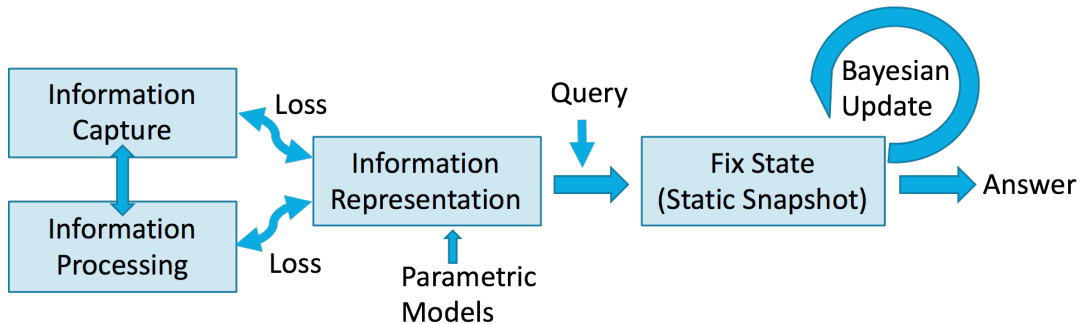 Information
Capture
Loss
Information
Processing
Loss
Information
Representation
Parametric
Models
Query
Fix State
(Static Snapshot)
Bayesian
Update
Answer